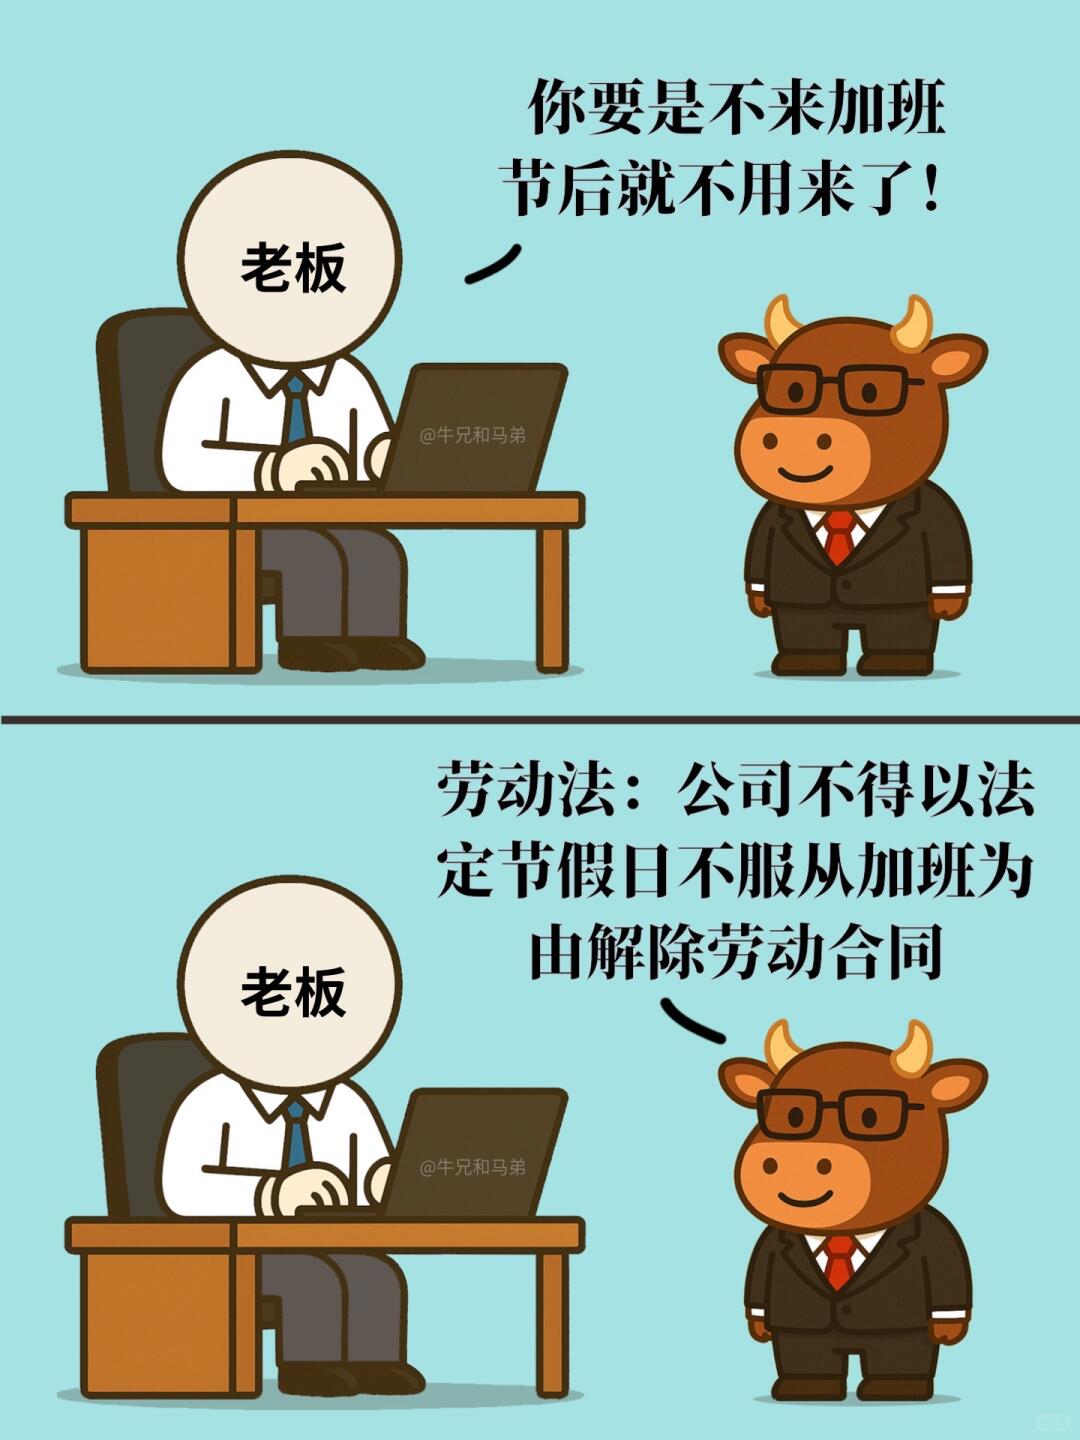 你要是不来加班
节后就不用来了！
老板
@牛兄和马弟
劳动法：公司不得以法
定节假日不服从加班为
由解除劳动合同
老板
@牛兄和马弟